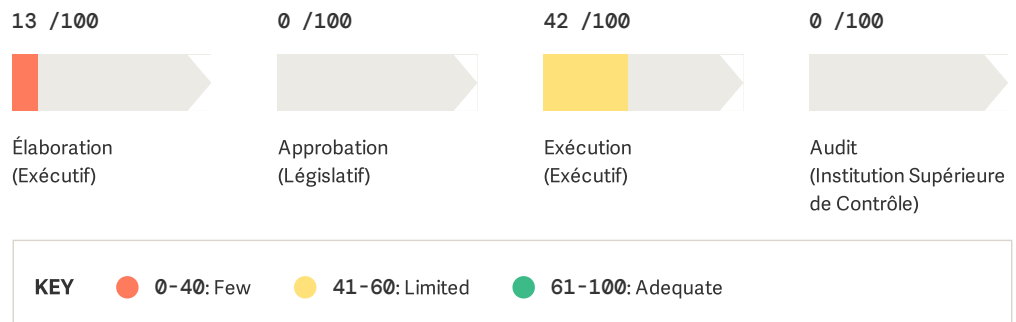 13 /100
0 /100
42 /100
0 /100
Élaboration
(Exécutif)
Approbation
(Législatif)
Exécution
(Exécutif)
Audit
(Institution Supérieure
de Contrôle)
KEY 0-40: Few 41-60: Limited 61-100: Adequate